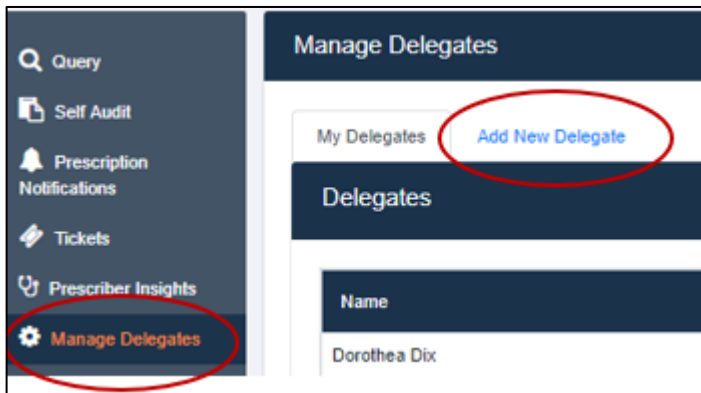 Query
Self Audit
Prescription
Notifications
Tickets
Prescriber Insights
Manage Delegates
Manage Delegates
My Delegates
Add New Delegate
Delegates
Name
Dorothea Dix